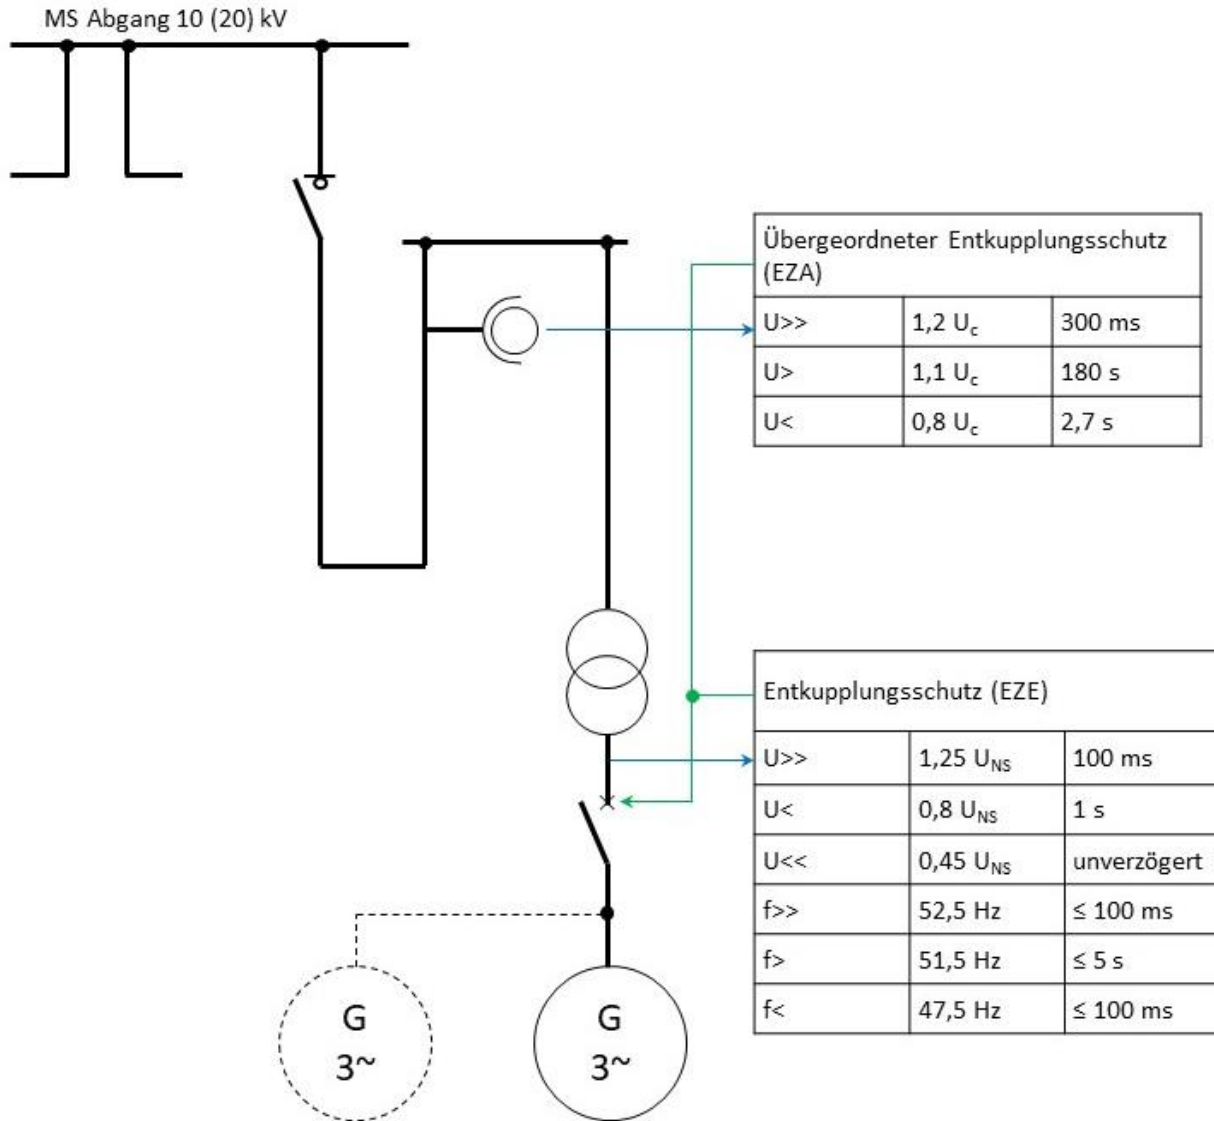 MS Abgang 10 (20) kV
Übergeordneter Entkupplungsschutz
(EZA)
U>> 1,2 Uc 300 ms
U> 1,1 Uc 180 s
U< 0,8 Uc 2,7 s
Entkupplungsschutz (EZE)
U>> 1,25 UNS 100 ms
U< 0,8 UNS 1 s
U<< 0,45 UNS unverzögert
f>> 52,5 Hz ≤ 100 ms
f> 51,5 Hz ≤ 5 s
f< 47,5 Hz ≤ 100 ms
G
3~
G
3~